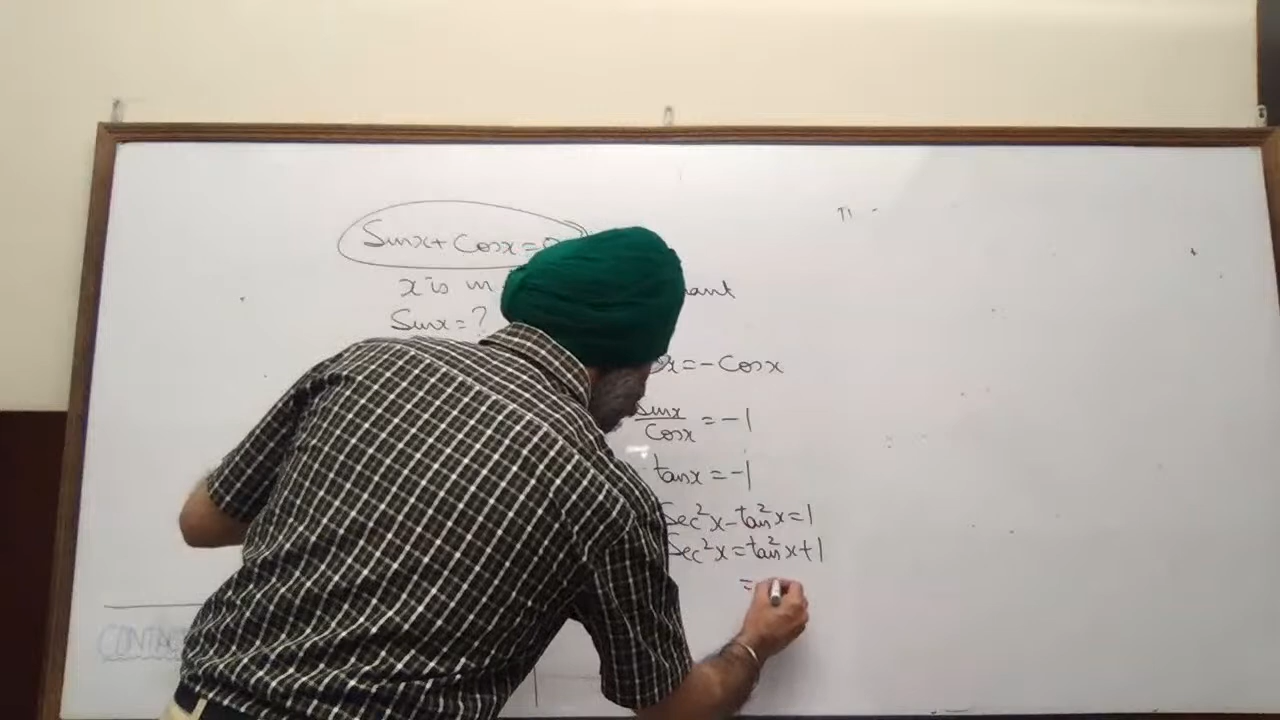 Sinx + Cosx = 0
π -
x is in
Sinx = ?
= - Cosx
Sinx/Cosx = -1
tanx = -1
Sec²x - tan²x = 1
Sec²x = tan²x + 1
=